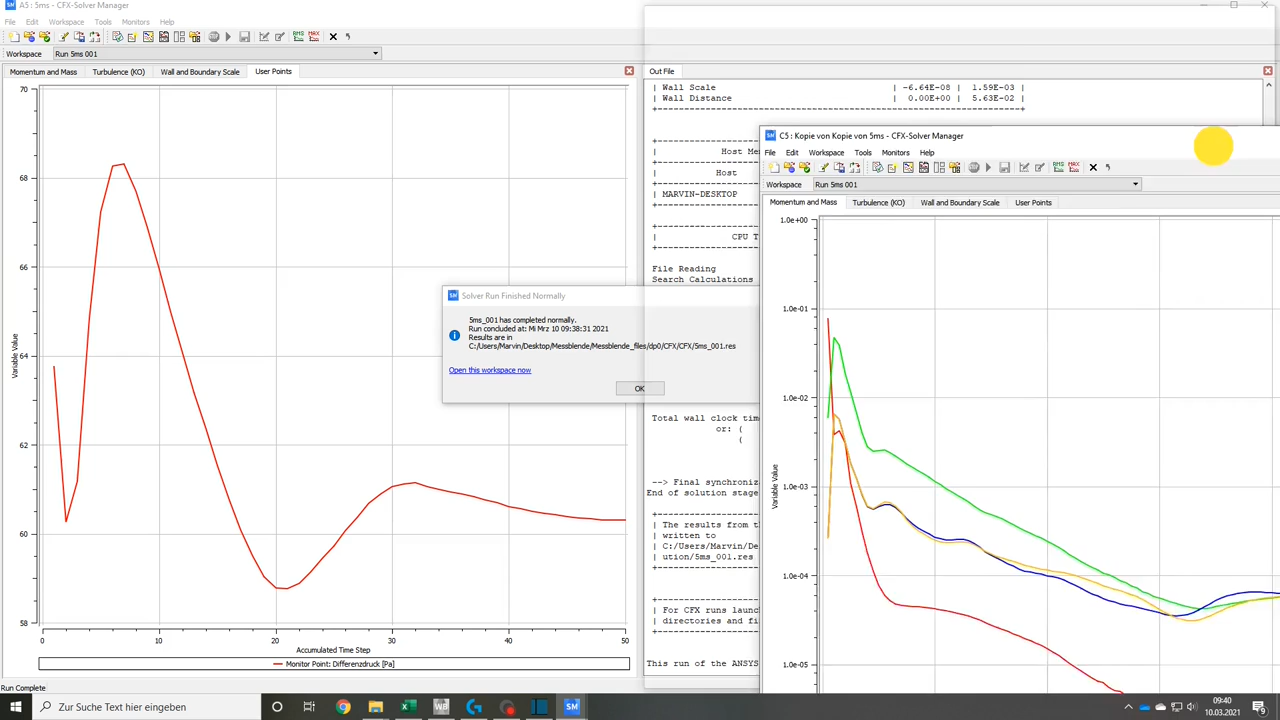 A5 : 5ms - CFX-Solver Manager
File Edit Workspace Tools Monitors Help
Workspace Run 5ms 001
Momentum and Mass Turbulence (KO) Wall and Boundary Scale User Points
70
68
66
64
62
60
58
Variable Value
0 10 20 30 40 50
Accumulated Time Step
Monitor Point: Differenzdruck [Pa]
Run Complete
Out File
| Wall Scale | -6.64E-08 | 1.59E-03 |
| Wall Distance | 0.00E+00 | 5.63E-02 |
+--------------------------------------------------------------------+
| Host Me
| Host
| MARVIN-DESKTOP
| CPU T
File Reading
Search Calculations
Solver Run Finished Normally
5ms_001 has completed normally.
Run concluded at: Mi Mrz 10 09:38:31 2021
Results are in
C:/Users/Marvin/Desktop/Messblende/Messblende_files/dp0/CFX/CFX/5ms_001.res
Open this workspace now
OK
Total wall clock tim
or: (
(
--> Final synchroniz
End of solution stage
| The results from t
| written to
| C:/Users/Marvin/De
| ution/5ms_001.res
| For CFX runs launc
| directories and fi
This run of the ANSYS
C5 : Kopie von Kopie von 5ms - CFX-Solver Manager
File Edit Workspace Tools Monitors Help
Workspace Run 5ms 001
Momentum and Mass Turbulence (KO) Wall and Boundary Scale User Points
1.0e+00
1.0e-01
1.0e-02
1.0e-03
1.0e-04
1.0e-05
Variable Value
Zur Suche Text hier eingeben
09:40
10.03.2021